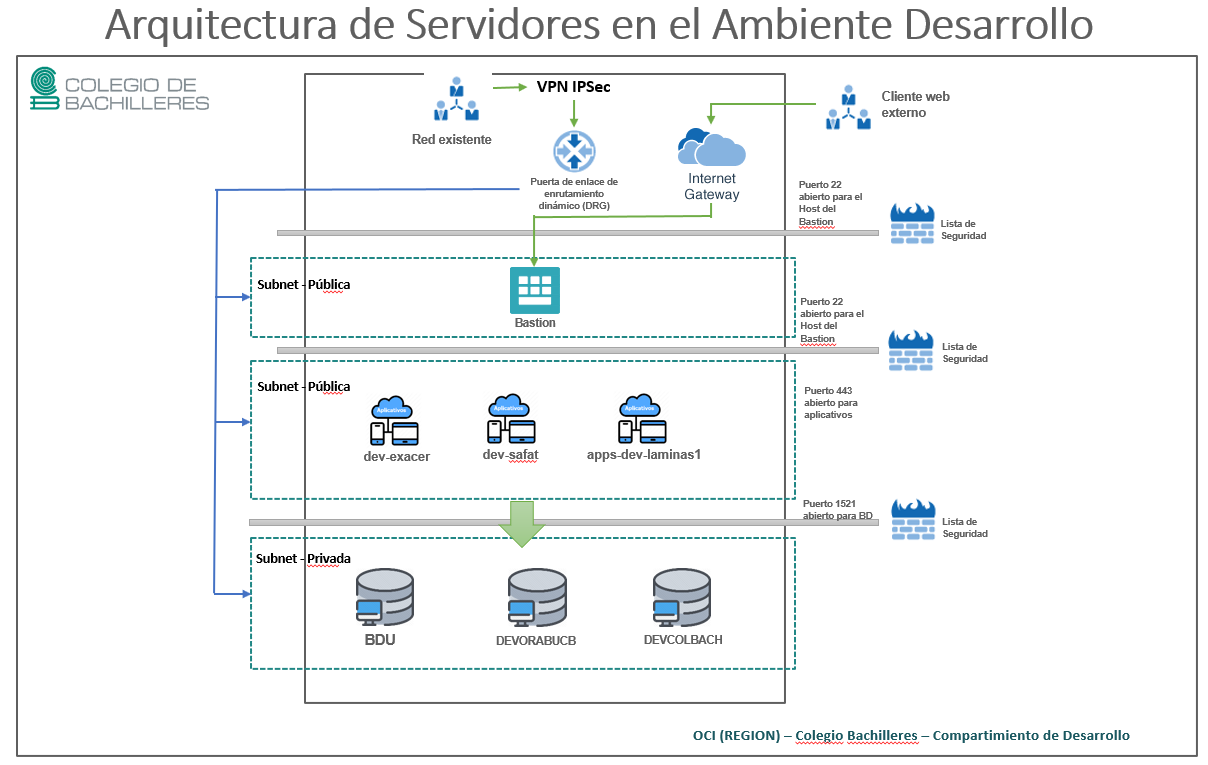 Arquitectura de Servidores en el Ambiente Desarrollo
COLEGIO DE
BACHILLERES
Red existente
VPN IPSec
Cliente web
externo
Puerta de enlace de
enrutamiento
dinámico (DRG)
Internet
Gateway
Puerto 22
abierto para el
Host del
Bastion
Lista de
Seguridad
Subnet - Pública
Bastion
Puerto 22
abierto para el
Host del
Bastion
Lista de
Seguridad
Subnet - Pública
Puerto 443
abierto para
aplicativos
Aplicativos
dev-exacer
Aplicativos
dev-safat
Aplicativos
apps-dev-laminas1
Puerto 1521
abierto para BD
Lista de
Seguridad
Subnet - Privada
BDU
DEVORABUCB
DEVCOLBACH
OCI (REGION) – Colegio Bachilleres – Compartimiento de Desarrollo